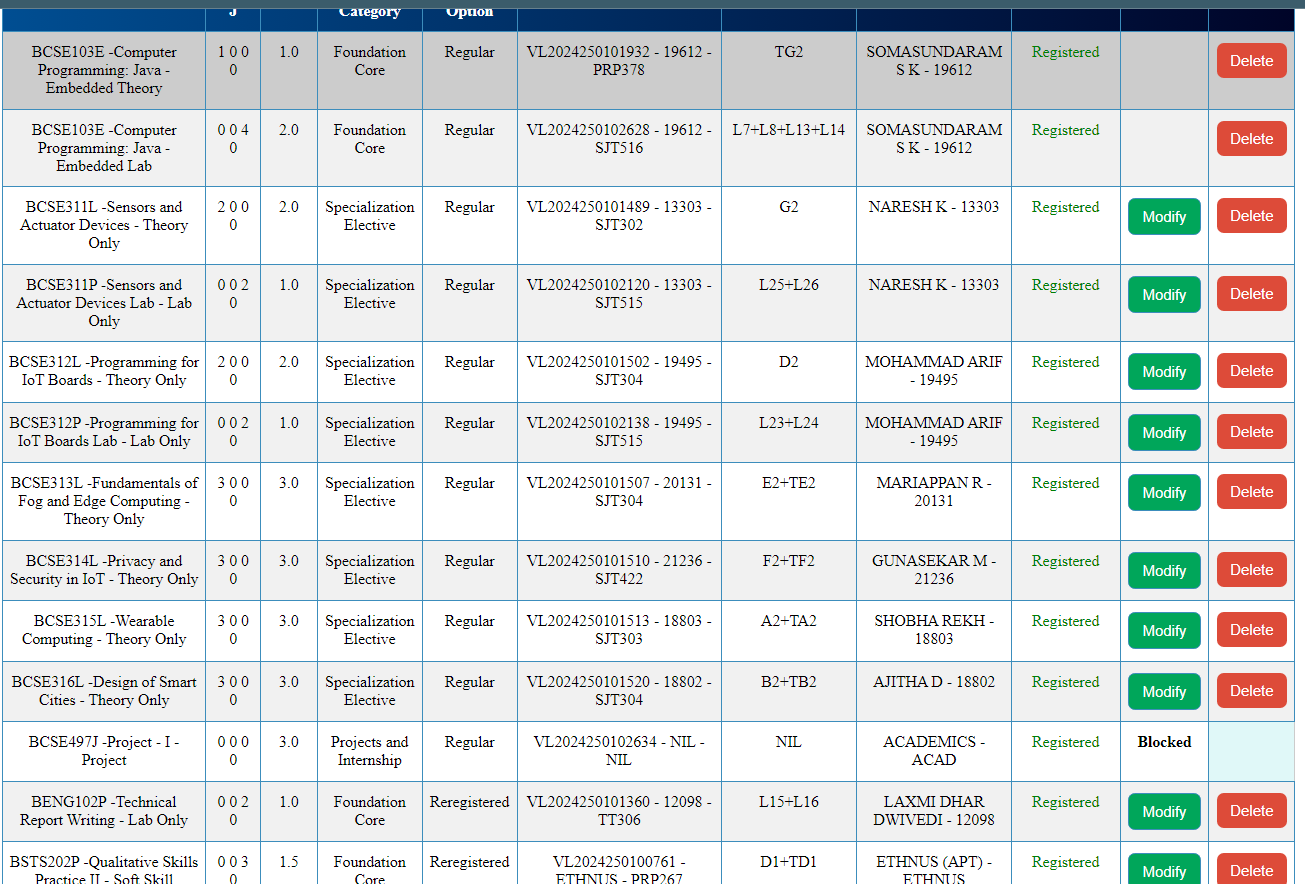 J Category Option
BCSE103E -Computer 1 0 0 1.0 Foundation Regular VL2024250101932 - 19612 - TG2 SOMASUNDARAM Registered Delete
Programming: Java - 0 Core PRP378 S K - 19612
Embedded Theory
BCSE103E -Computer 0 0 4 2.0 Foundation Regular VL2024250102628 - 19612 - L7+L8+L13+L14 SOMASUNDARAM Registered Delete
Programming: Java - 0 Core SJT516 S K - 19612
Embedded Lab
BCSE311L -Sensors and 2 0 0 2.0 Specialization Regular VL2024250101489 - 13303 - G2 NARESH K - 13303 Registered Modify Delete
Actuator Devices - Theory 0 Elective SJT302
Only
BCSE311P -Sensors and 0 0 2 1.0 Specialization Regular VL2024250102120 - 13303 - L25+L26 NARESH K - 13303 Registered Modify Delete
Actuator Devices Lab - Lab 0 Elective SJT515
Only
BCSE312L -Programming for 2 0 0 2.0 Specialization Regular VL2024250101502 - 19495 - D2 MOHAMMAD ARIF Registered Modify Delete
IoT Boards - Theory Only 0 Elective SJT304 - 19495
BCSE312P -Programming for 0 0 2 1.0 Specialization Regular VL2024250102138 - 19495 - L23+L24 MOHAMMAD ARIF Registered Modify Delete
IoT Boards Lab - Lab Only 0 Elective SJT515 - 19495
BCSE313L -Fundamentals of 3 0 0 3.0 Specialization Regular VL2024250101507 - 20131 - E2+TE2 MARIAPPAN R - Registered Modify Delete
Fog and Edge Computing - 0 Elective SJT304 20131
Theory Only
BCSE314L -Privacy and 3 0 0 3.0 Specialization Regular VL2024250101510 - 21236 - F2+TF2 GUNASEKAR M - Registered Modify Delete
Security in IoT - Theory Only 0 Elective SJT422 21236
BCSE315L -Wearable 3 0 0 3.0 Specialization Regular VL2024250101513 - 18803 - A2+TA2 SHOBHA REKH - Registered Modify Delete
Computing - Theory Only 0 Elective SJT303 18803
BCSE316L -Design of Smart 3 0 0 3.0 Specialization Regular VL2024250101520 - 18802 - B2+TB2 AJITHA D - 18802 Registered Modify Delete
Cities - Theory Only 0 Elective SJT304
BCSE497J -Project - I - 0 0 0 3.0 Projects and Regular VL2024250102634 - NIL - NIL ACADEMICS - Registered Blocked
Project 0 Internship NIL ACAD
BENG102P -Technical 0 0 2 1.0 Foundation Reregistered VL2024250101360 - 12098 - L15+L16 LAXMI DHAR Registered Modify Delete
Report Writing - Lab Only 0 Core TT306 DWIVEDI - 12098
BSTS202P -Qualitative Skills 0 0 3 1.5 Foundation Reregistered VL2024250100761 - D1+TD1 ETHNUS (APT) - Registered Modify Delete
Practice II - Soft Skill 0 Core ETHNUS - PRP267 ETHNUS